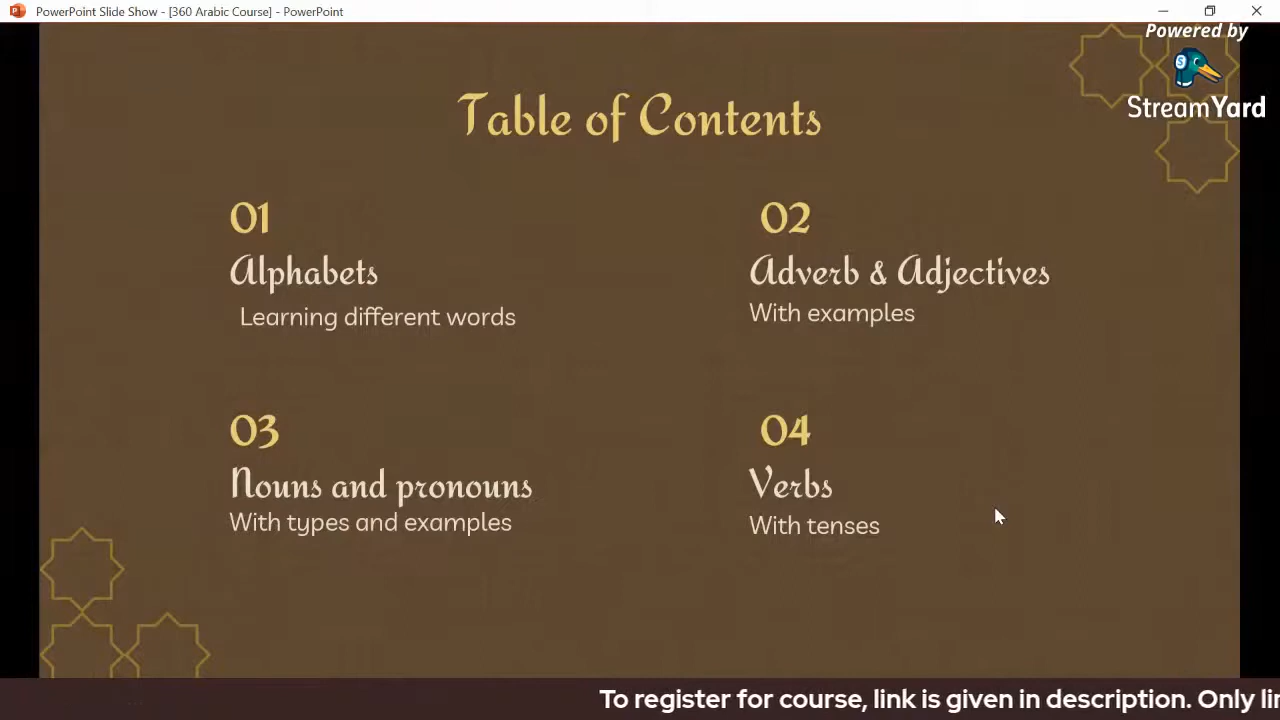 PowerPoint Slide Show - [360 Arabic Course] - PowerPoint
Powered by
StreamYard
Table of Contents
01
Alphabets
Learning different words
02
Adverb & Adjectives
With examples
03
Nouns and pronouns
With types and examples
04
Verbs
With tenses
To register for course, link is given in description. Only